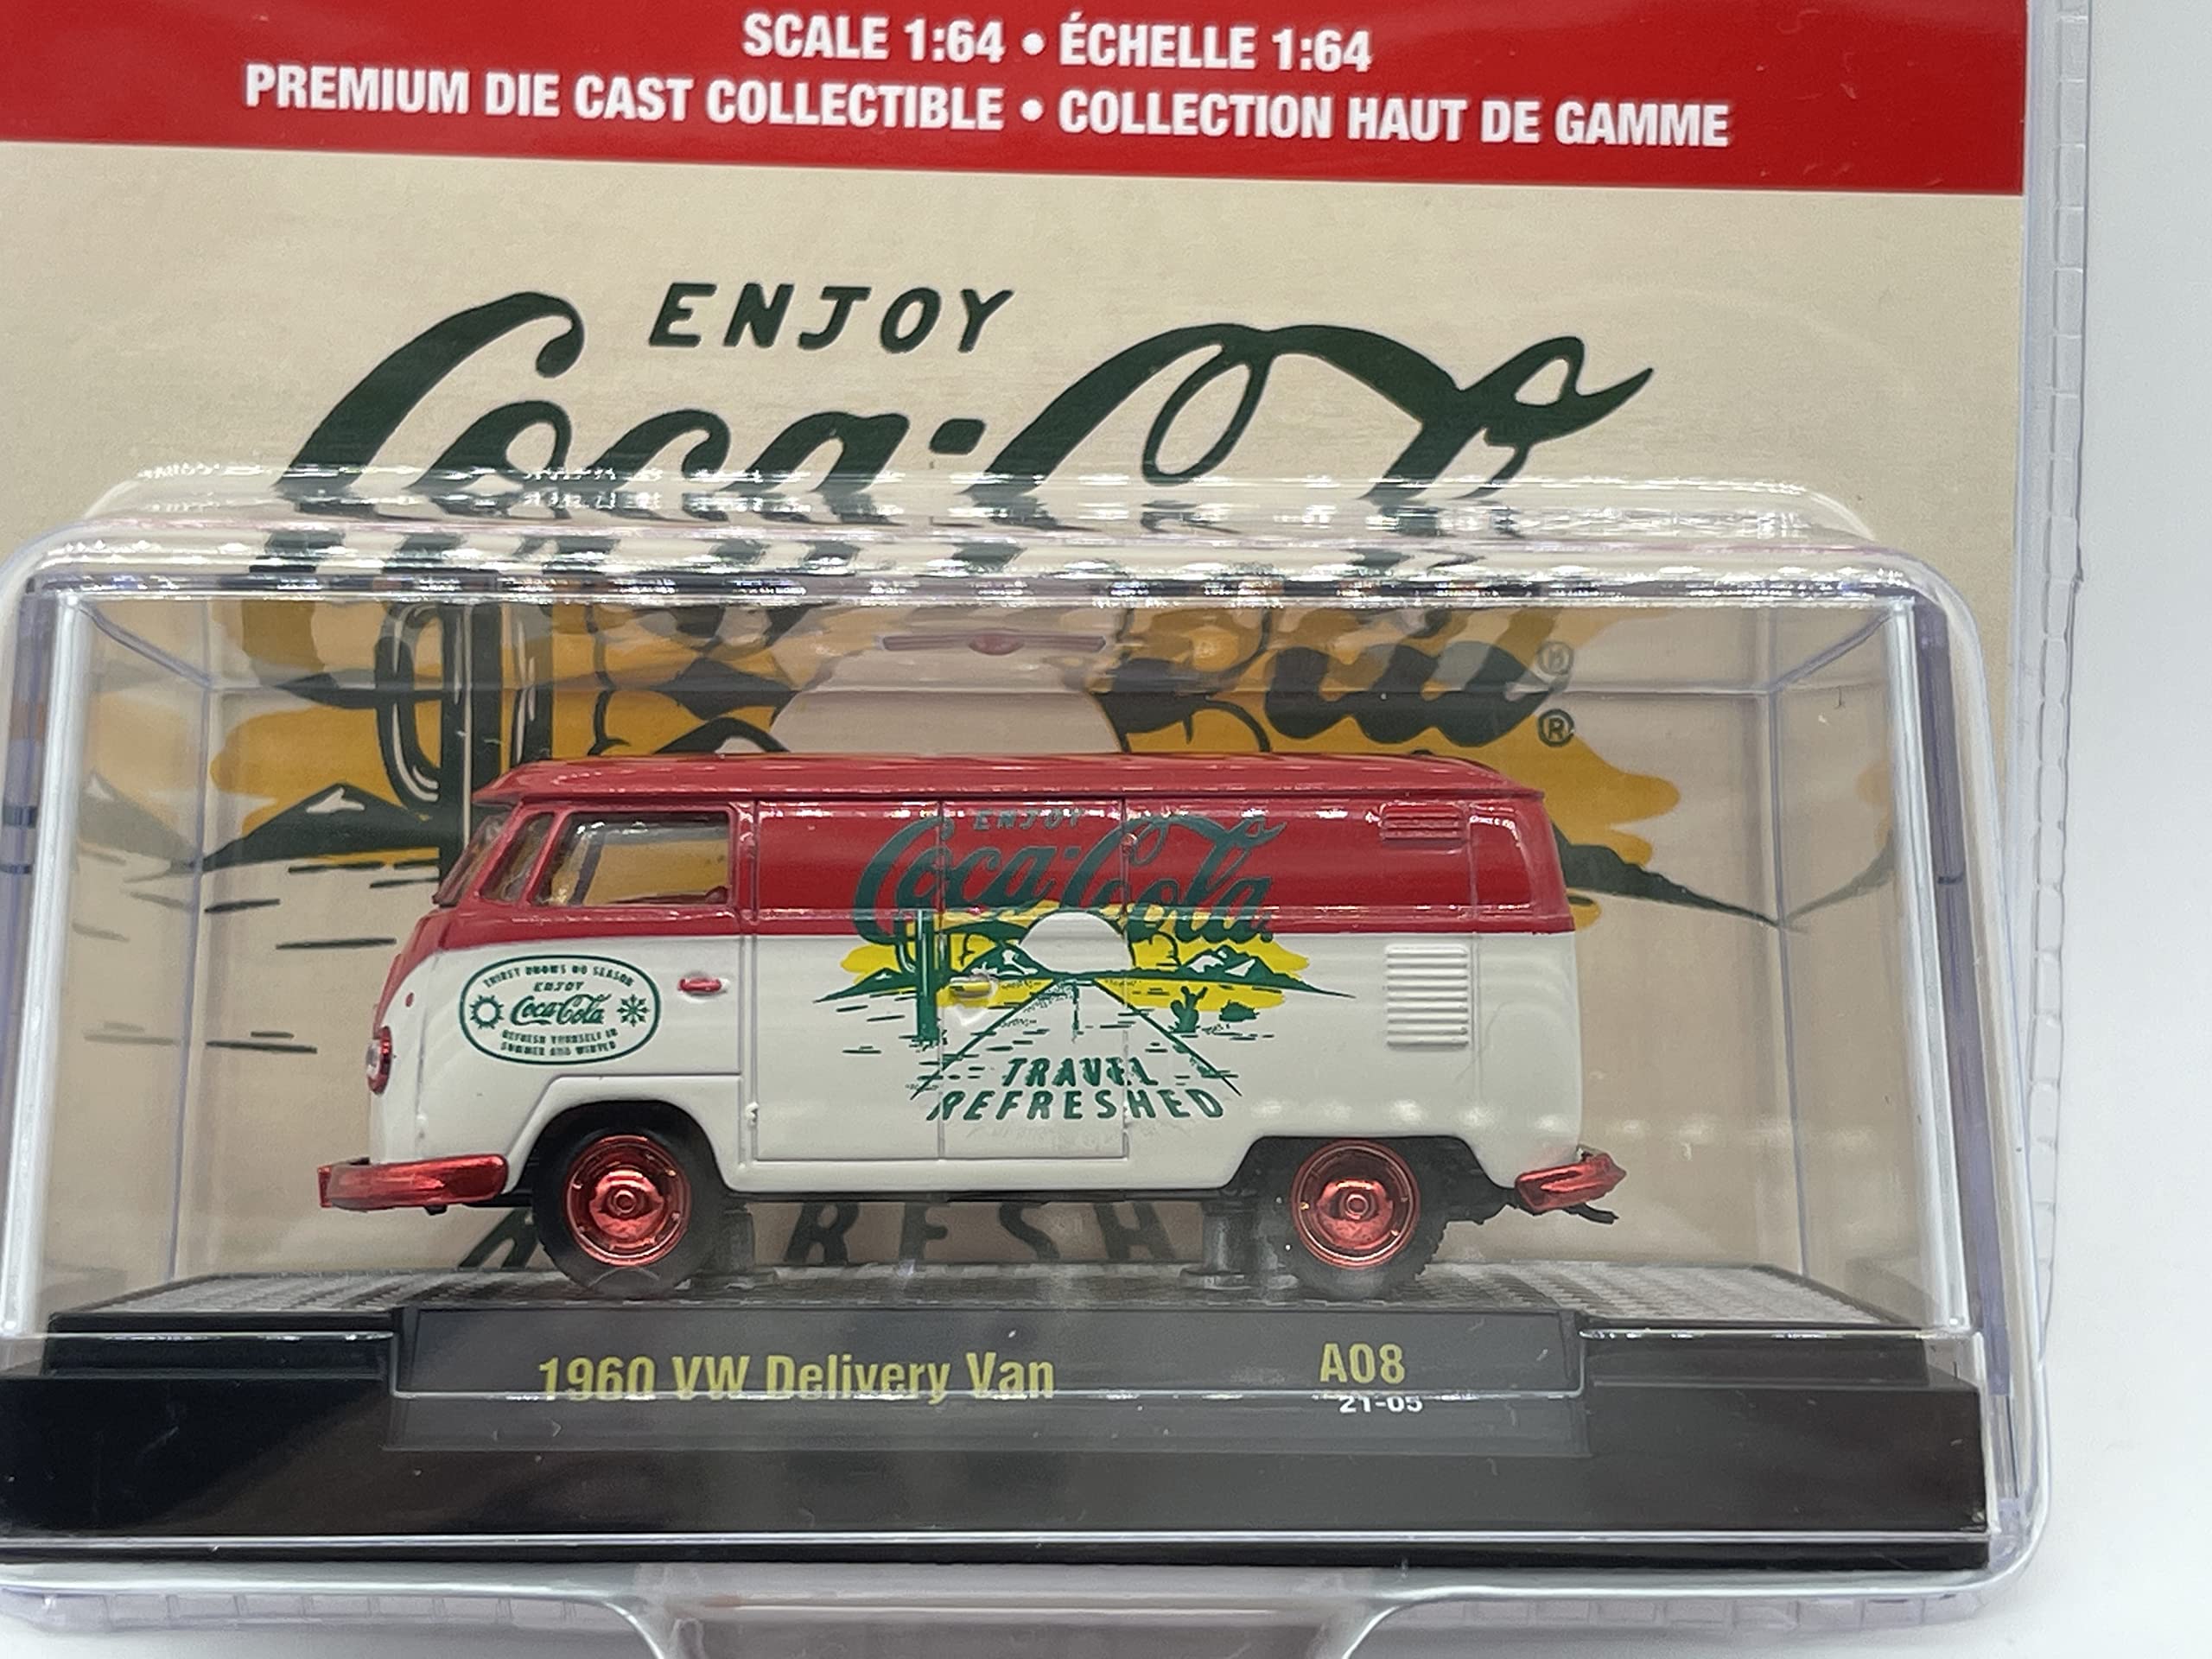 SCALE 1:64 • ÉCHELLE 1:64
PREMIUM DIE CAST COLLECTIBLE • COLLECTION HAUT DE GAMME
ENJOY
Coca-Cola
®
ENJOY
Coca-Cola
THIRST KNOWS NO SEASON
ENJOY
Coca-Cola
REFRESH YOURSELF IN
SUMMER AND WINTER
TRAVEL
REFRESHED
1960 VW Delivery Van
A08
21-05